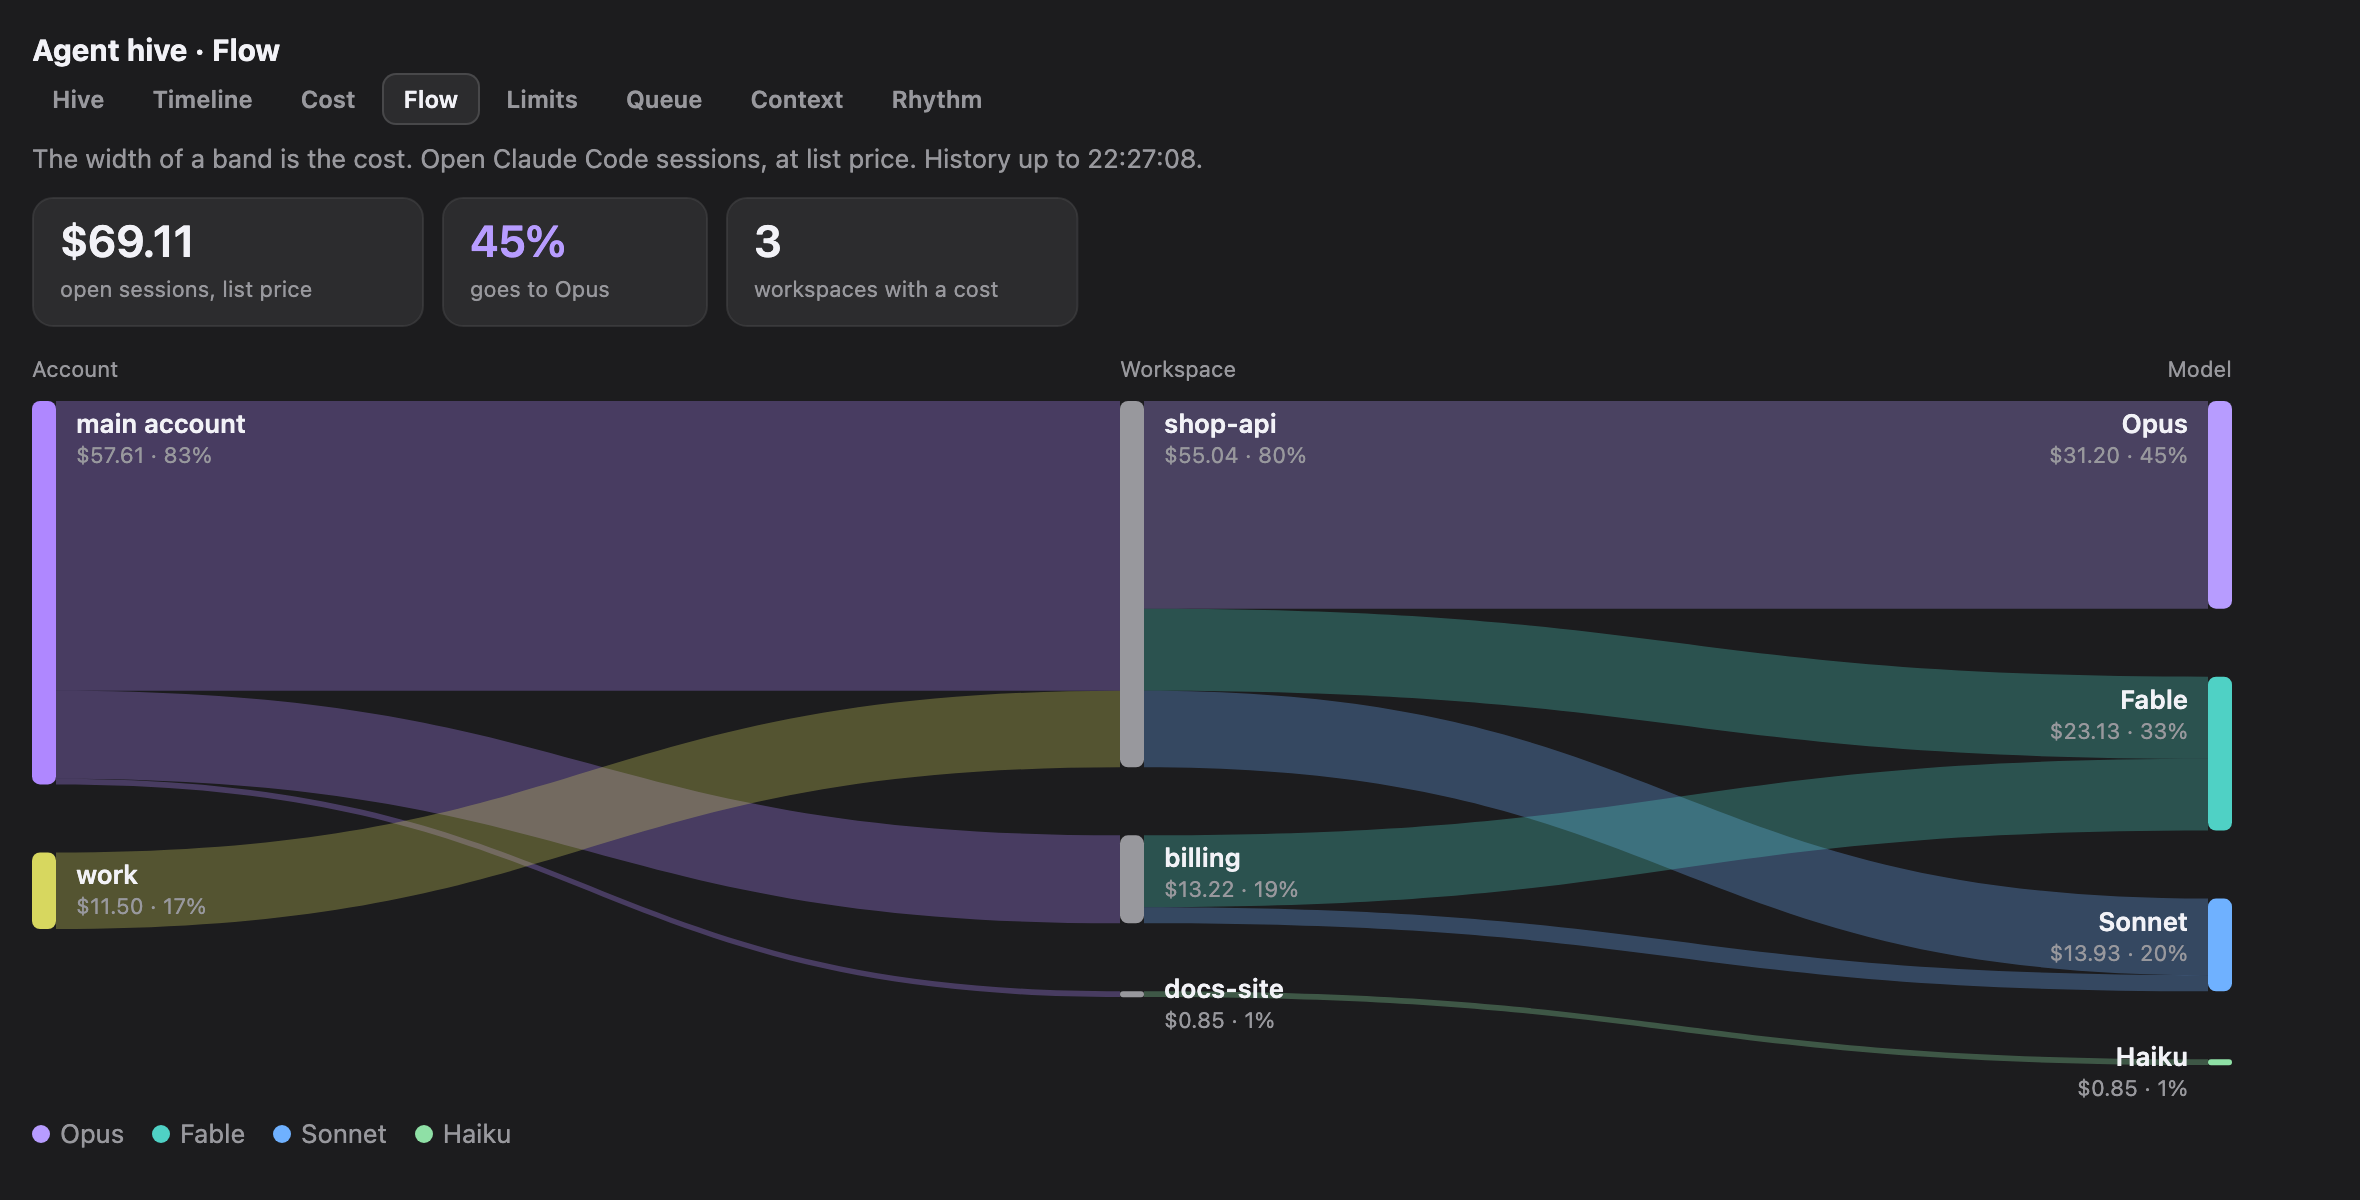 Agent hive · Flow
Hive Timeline Cost Flow Limits Queue Context Rhythm
The width of a band is the cost. Open Claude Code sessions, at list price. History up to 22:27:08.
$69.11
open sessions, list price
45%
goes to Opus
3
workspaces with a cost
Account Workspace Model
main account
$57.61 · 83%
work
$11.50 · 17%
shop-api
$55.04 · 80%
billing
$13.22 · 19%
docs-site
$0.85 · 1%
Opus
$31.20 · 45%
Fable
$23.13 · 33%
Sonnet
$13.93 · 20%
Haiku
$0.85 · 1%
Opus Fable Sonnet Haiku